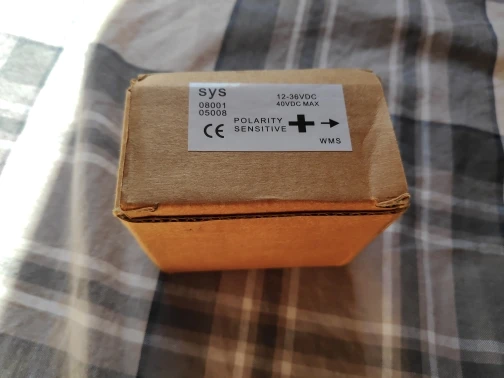 sys
12-36VDC
40VDC MAX
08001
05008
CE POLARITY
SENSITIVE
WMS